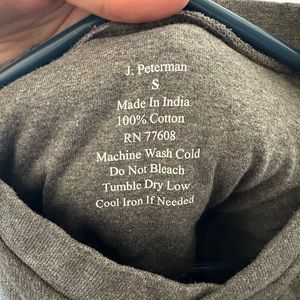 J. Peterman
S
Made In India
100% Cotton
RN 77608
Machine Wash Cold
Do Not Bleach
Tumble Dry Low
Cool Iron If Needed